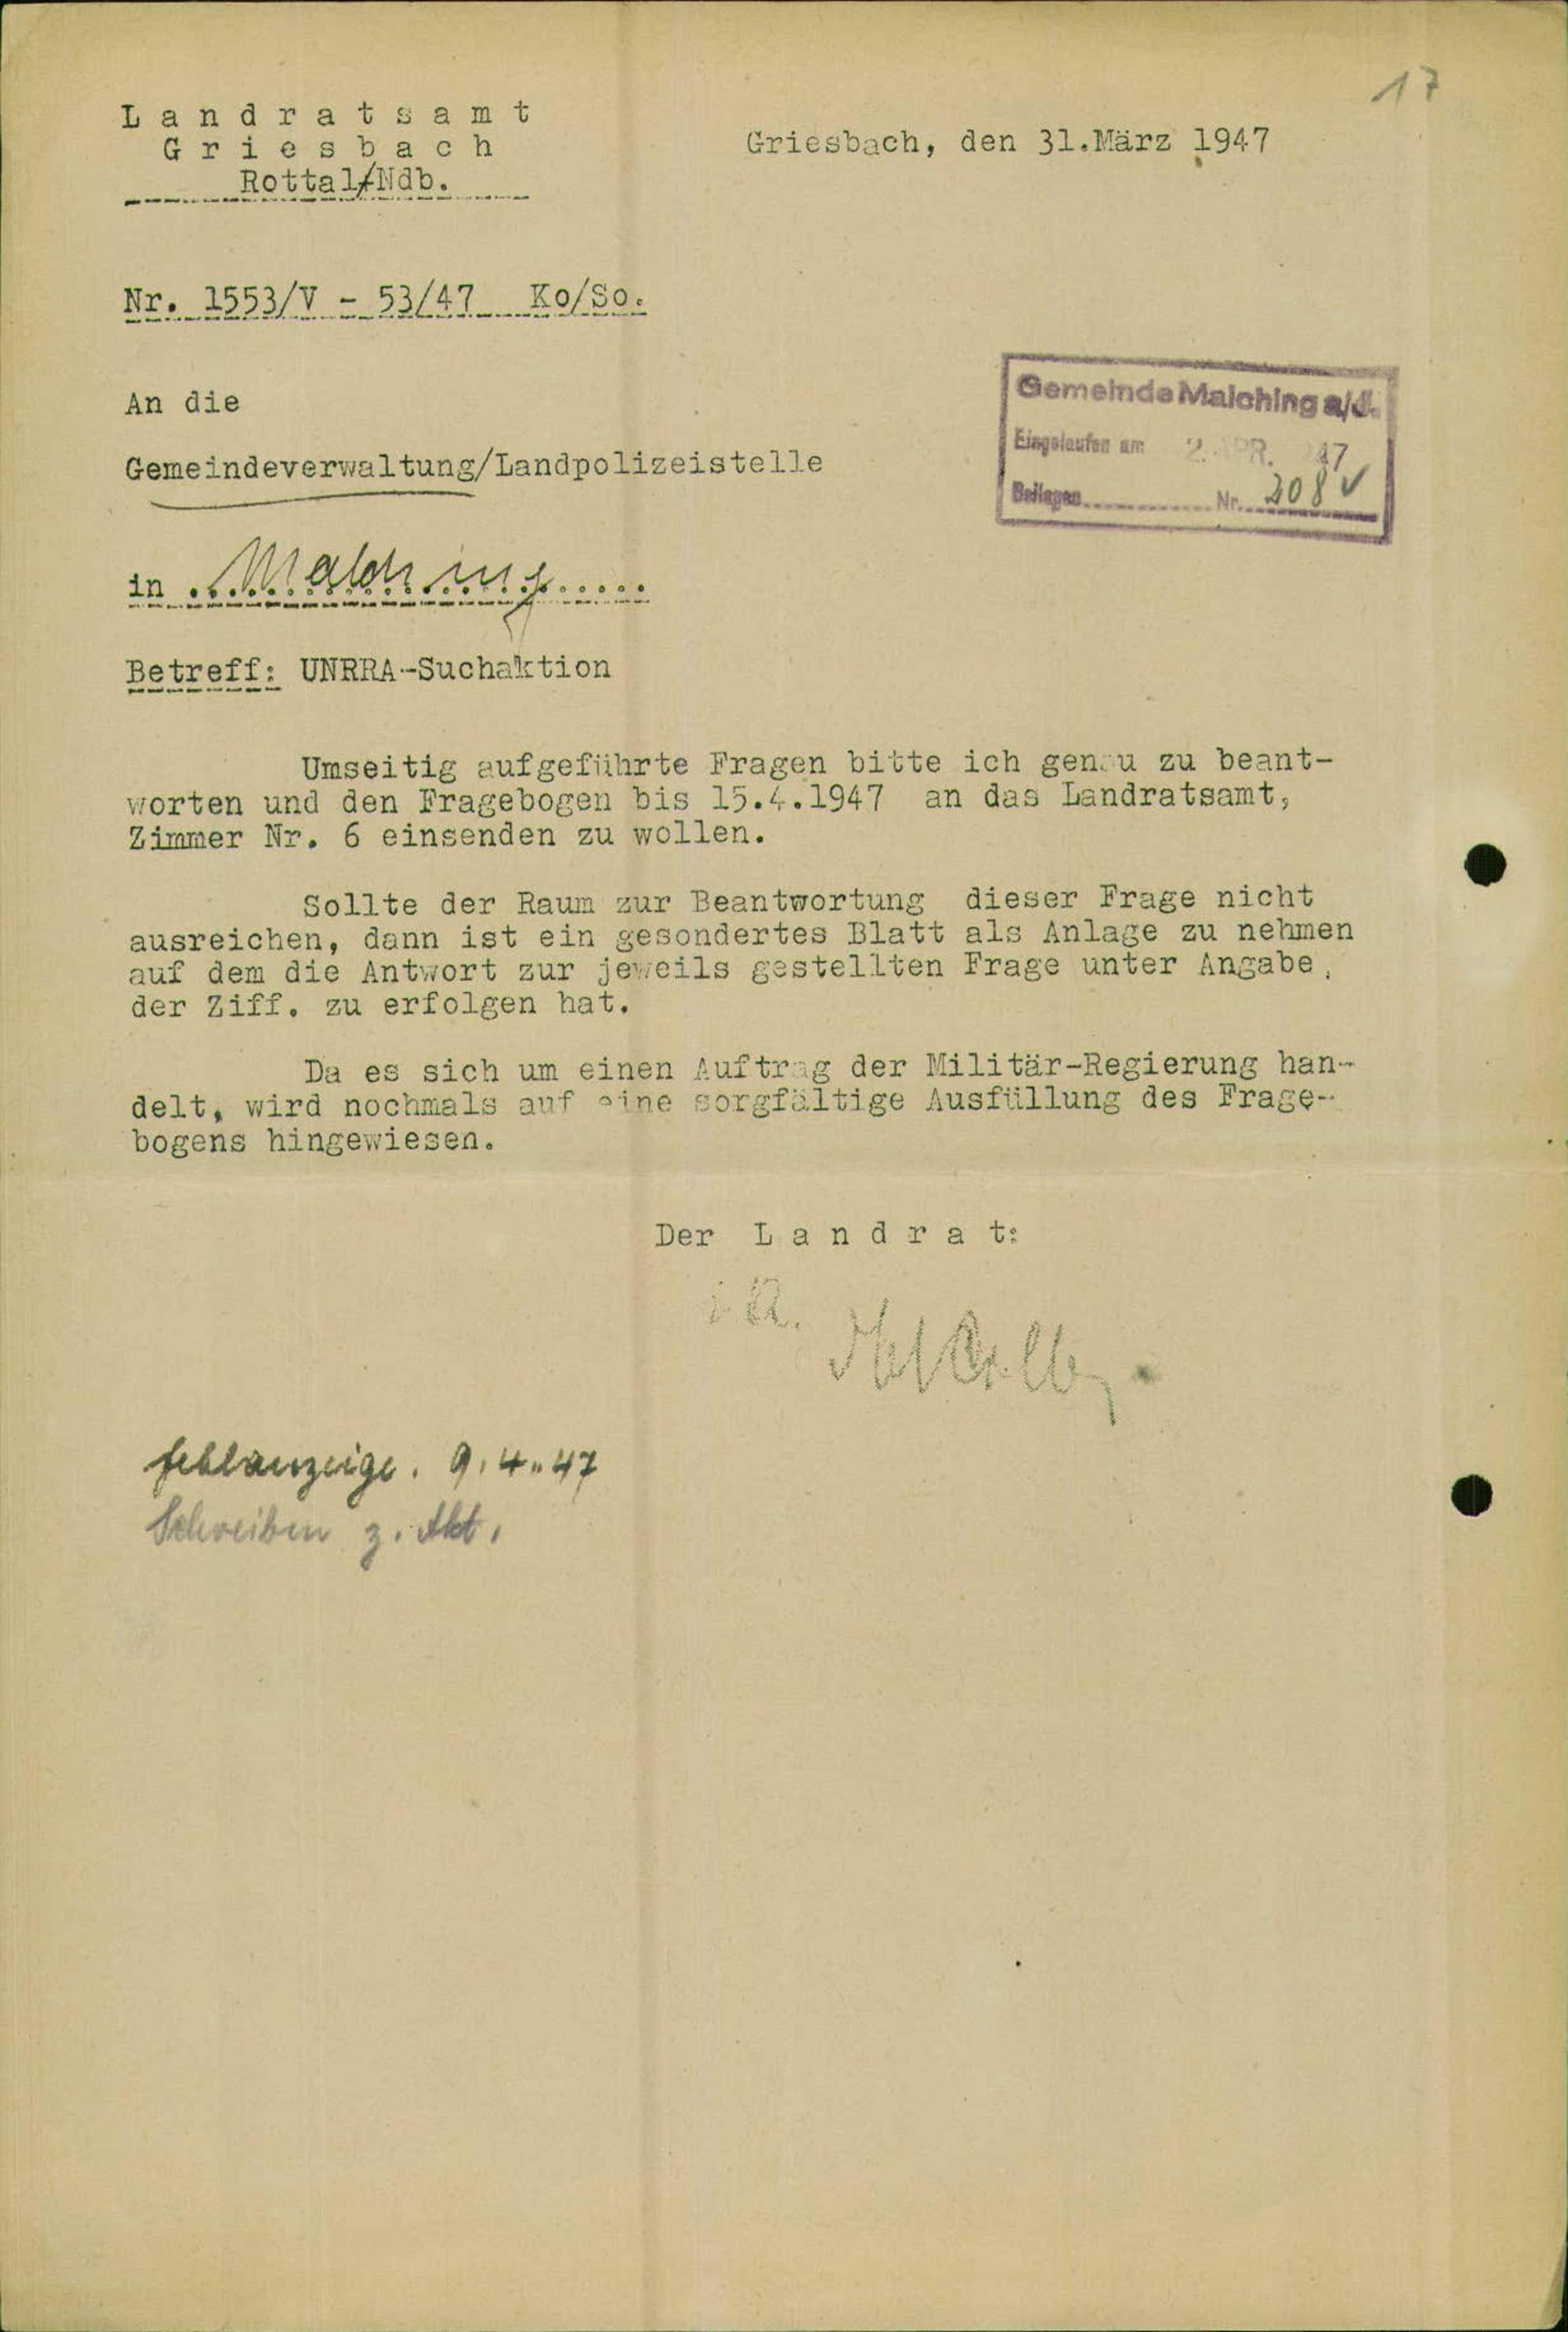 17
L a n d r a t s a m t
G r i e s b a c h
Rottal/Ndb.
Griesbach, den 31.März 1947
Nr. 1553/V - 53/47 Ko/So.
An die
Gemeindeverwaltung/Landpolizeistelle
Gemeinde Malching a/J.
Eingelaufen am 2. APR. 47
Beilagen Nr. 208 V
in Malching
Betreff: UNRRA-Suchaktion
Umseitig aufgeführte Fragen bitte ich genau zu beant-
worten und den Fragebogen bis 15.4.1947 an das Landratsamt,
Zimmer Nr. 6 einsenden zu wollen.
Sollte der Raum zur Beantwortung dieser Frage nicht
ausreichen, dann ist ein gesondertes Blatt als Anlage zu nehmen
auf dem die Antwort zur jeweils gestellten Frage unter Angabe,
der Ziff. zu erfolgen hat.
Da es sich um einen Auftrag der Militär-Regierung han-
delt, wird nochmals auf eine sorgfältige Ausfüllung des Frage-
bogens hingewiesen.
Der L a n d r a t:
i.A.
Fehlanzeige. 9.4.47
Schreiben z. Akt.